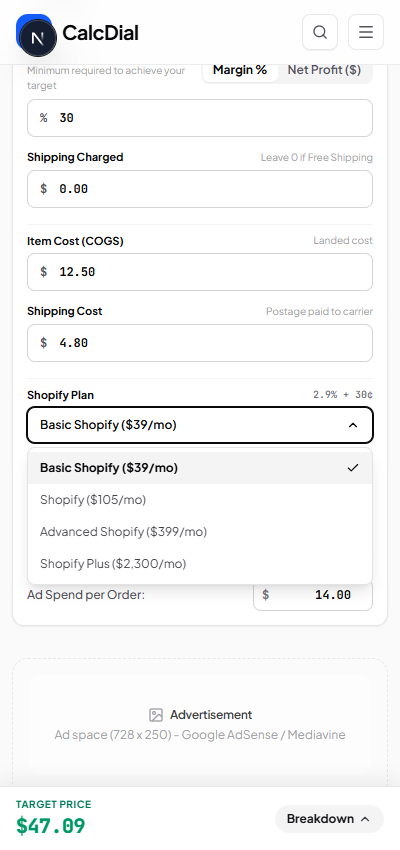 N CalcDial
Minimum required to achieve your
target
Margin % Net Profit ($)
% 30
Shipping Charged Leave 0 if Free Shipping
$ 0.00
Item Cost (COGS) Landed cost
$ 12.50
Shipping Cost Postage paid to carrier
$ 4.80
Shopify Plan 2.9% + 30¢
Basic Shopify ($39/mo)
Basic Shopify ($39/mo)
Shopify ($105/mo)
Advanced Shopify ($399/mo)
Shopify Plus ($2,300/mo)
Ad Spend per Order: $ 14.00
Advertisement
Ad space (728 x 250) - Google AdSense / Mediavine
TARGET PRICE
$47.09
Breakdown